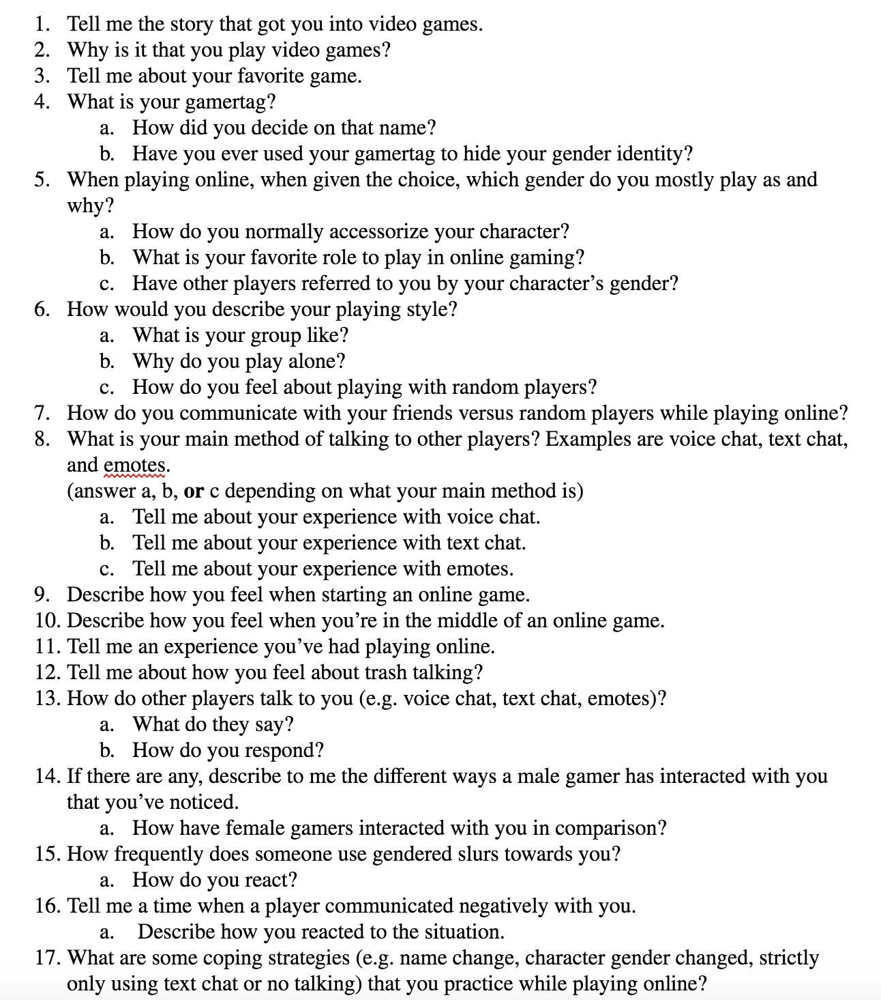 1. Tell me the story that got you into video games.
2. Why is it that you play video games?
3. Tell me about your favorite game.
4. What is your gamertag?
a. How did you decide on that name?
b. Have you ever used your gamertag to hide your gender identity?
5. When playing online, when given the choice, which gender do you mostly play as and
why?
a. How do you normally accessorize your character?
b. What is your favorite role to play in online gaming?
c. Have other players referred to you by your character’s gender?
6. How would you describe your playing style?
a. What is your group like?
b. Why do you play alone?
c. How do you feel about playing with random players?
7. How do you communicate with your friends versus random players while playing online?
8. What is your main method of talking to other players? Examples are voice chat, text chat,
and emotes.
(answer a, b, or c depending on what your main method is)
a. Tell me about your experience with voice chat.
b. Tell me about your experience with text chat.
c. Tell me about your experience with emotes.
9. Describe how you feel when starting an online game.
10. Describe how you feel when you’re in the middle of an online game.
11. Tell me an experience you’ve had playing online.
12. Tell me about how you feel about trash talking?
13. How do other players talk to you (e.g. voice chat, text chat, emotes)?
a. What do they say?
b. How do you respond?
14. If there are any, describe to me the different ways a male gamer has interacted with you
that you’ve noticed.
a. How have female gamers interacted with you in comparison?
15. How frequently does someone use gendered slurs towards you?
a. How do you react?
16. Tell me a time when a player communicated negatively with you.
a. Describe how you reacted to the situation.
17. What are some coping strategies (e.g. name change, character gender changed, strictly
only using text chat or no talking) that you practice while playing online?